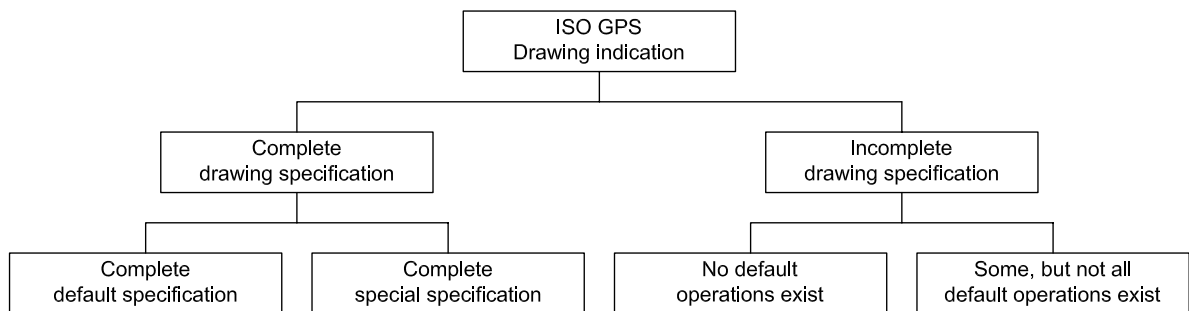 ISO GPS
Drawing indication
Complete
drawing specification
Incomplete
drawing specification
Complete
default specification
Complete
special specification
No default
operations exist
Some, but not all
default operations exist